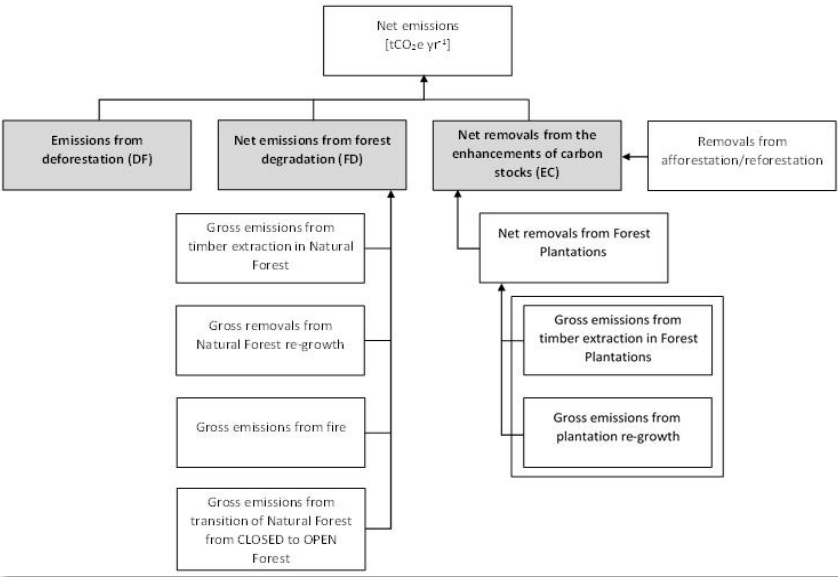 Net emissions
[tCO₂e yr⁻¹]
Emissions from
deforestation (DF)
Net emissions from forest
degradation (FD)
Net removals from the
enhancements of carbon
stocks (EC)
Removals from
afforestation/reforestation
Gross emissions from
timber extraction in Natural
Forest
Net removals from Forest
Plantations
Gross removals from
Natural Forest re-growth
Gross emissions from
timber extraction in Forest
Plantations
Gross emissions from fire
Gross emissions from
plantation re-growth
Gross emissions from
transition of Natural Forest
from CLOSED to OPEN
Forest